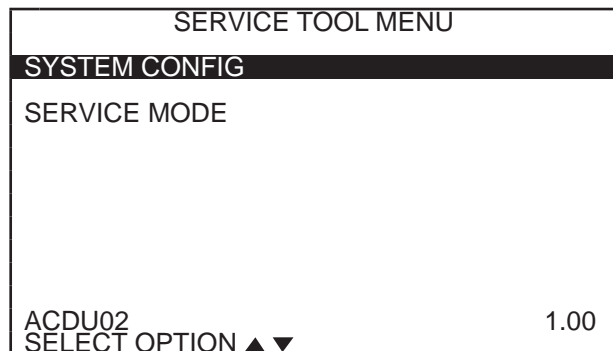 SERVICE TOOL MENU
SYSTEM CONFIG
SERVICE MODE
ACDU02 1.00
SELECT OPTION ▲ ▼